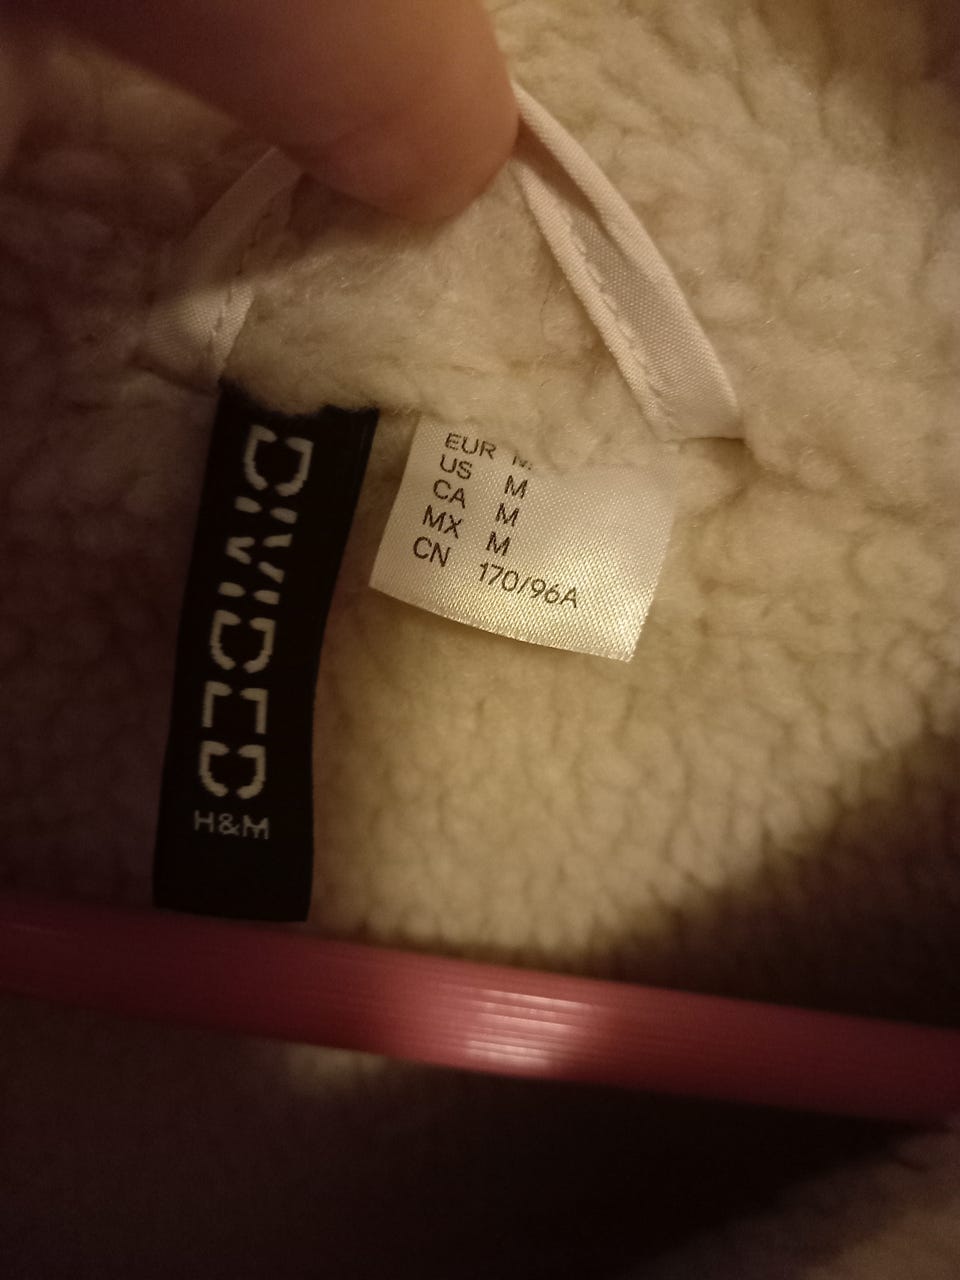 DIVIDED
H&M
EUR M
US M
CA M
MX M
CN 170/96A